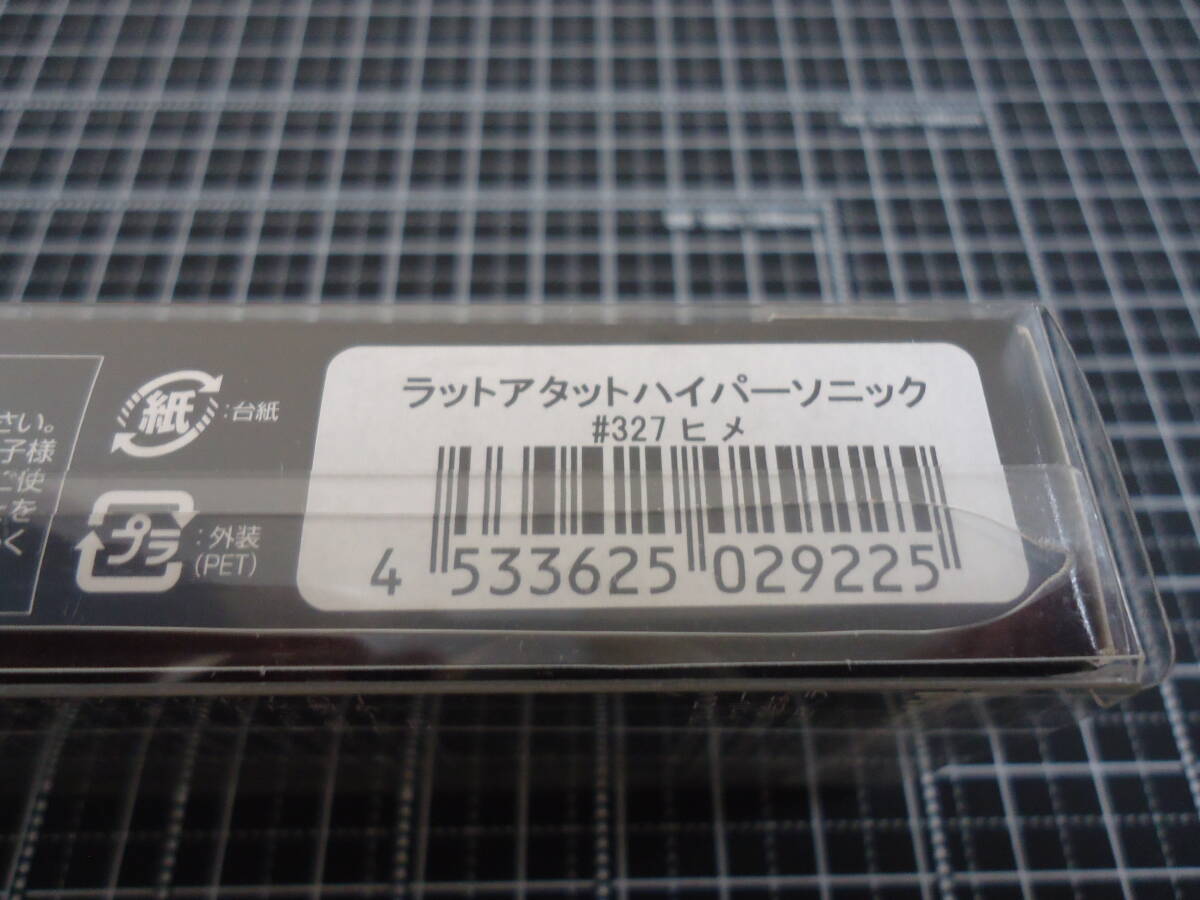 さい。
子様
ご使
とを
紙
:台紙
プラ
:外装
(PET)
ラットアタットハイパーソニック
#327 ヒメ
4 533625 029225